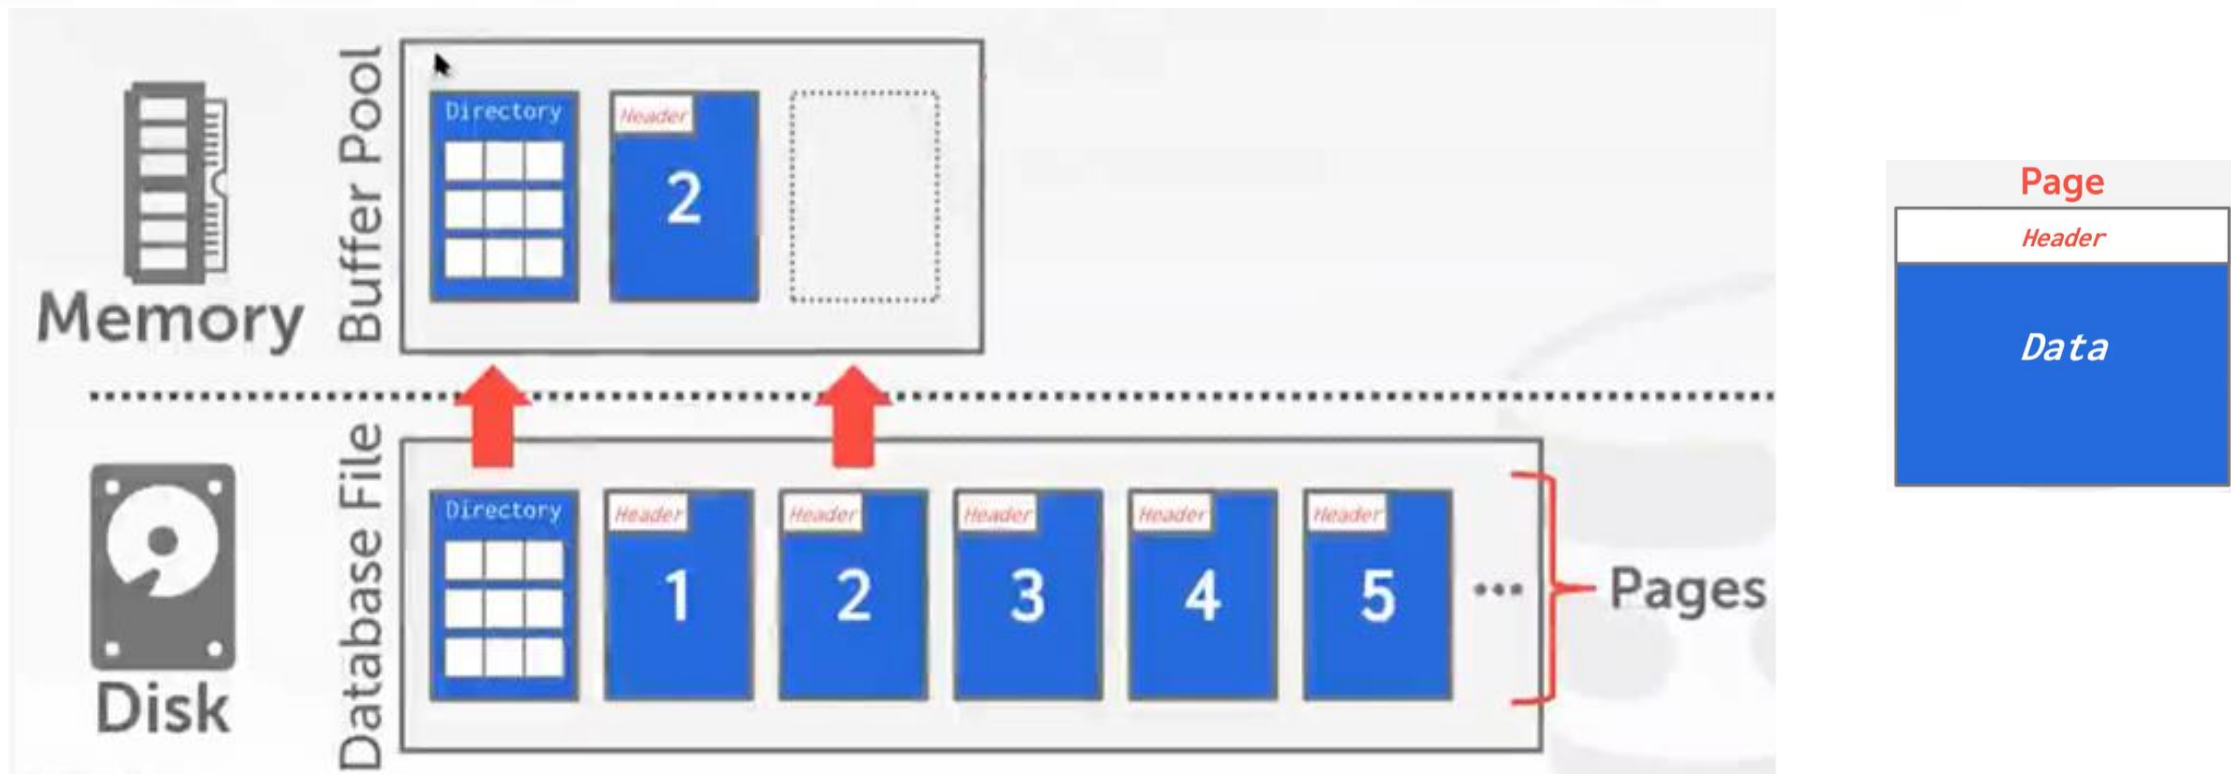 Memory
Buffer Pool
Directory
Header
2
Disk
Database File
Directory
Header
1
Header
2
Header
3
Header
4
Header
5
...
Pages
Page
Header
Data